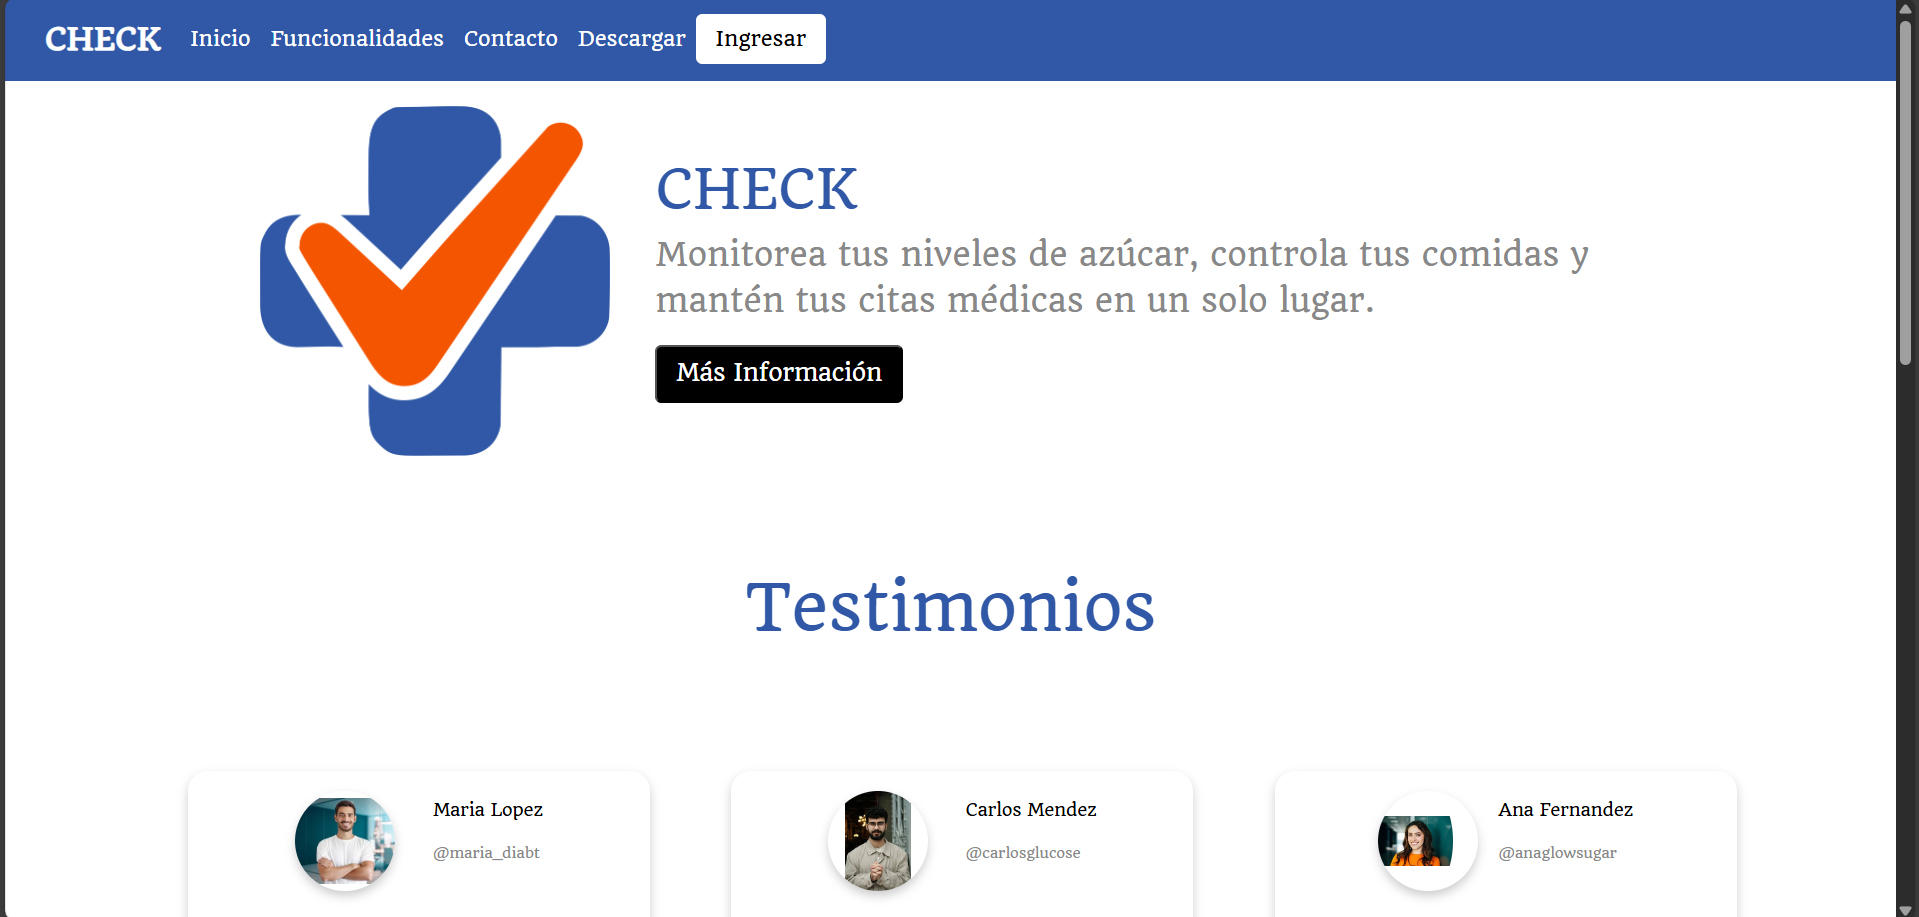 CHECK Inicio Funcionalidades Contacto Descargar Ingresar
CHECK
Monitorea tus niveles de azúcar, controla tus comidas y
mantén tus citas médicas en un solo lugar.
Más Información
Testimonios
Maria Lopez
@maria_diabt
Carlos Mendez
@carlosglucose
Ana Fernandez
@anaglowsugar